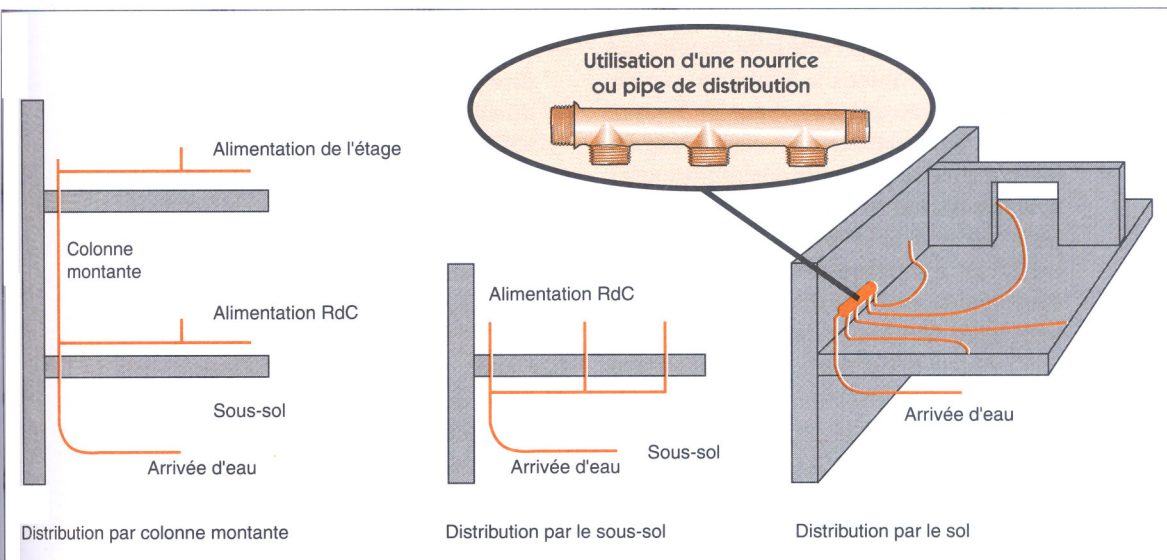 Utilisation d'une nourrice
ou pipe de distribution
Alimentation de l'étage
Colonne
montante
Alimentation RdC
Sous-sol
Arrivée d'eau
Distribution par colonne montante
Alimentation RdC
Sous-sol
Arrivée d'eau
Distribution par le sous-sol
Arrivée d'eau
Distribution par le sol